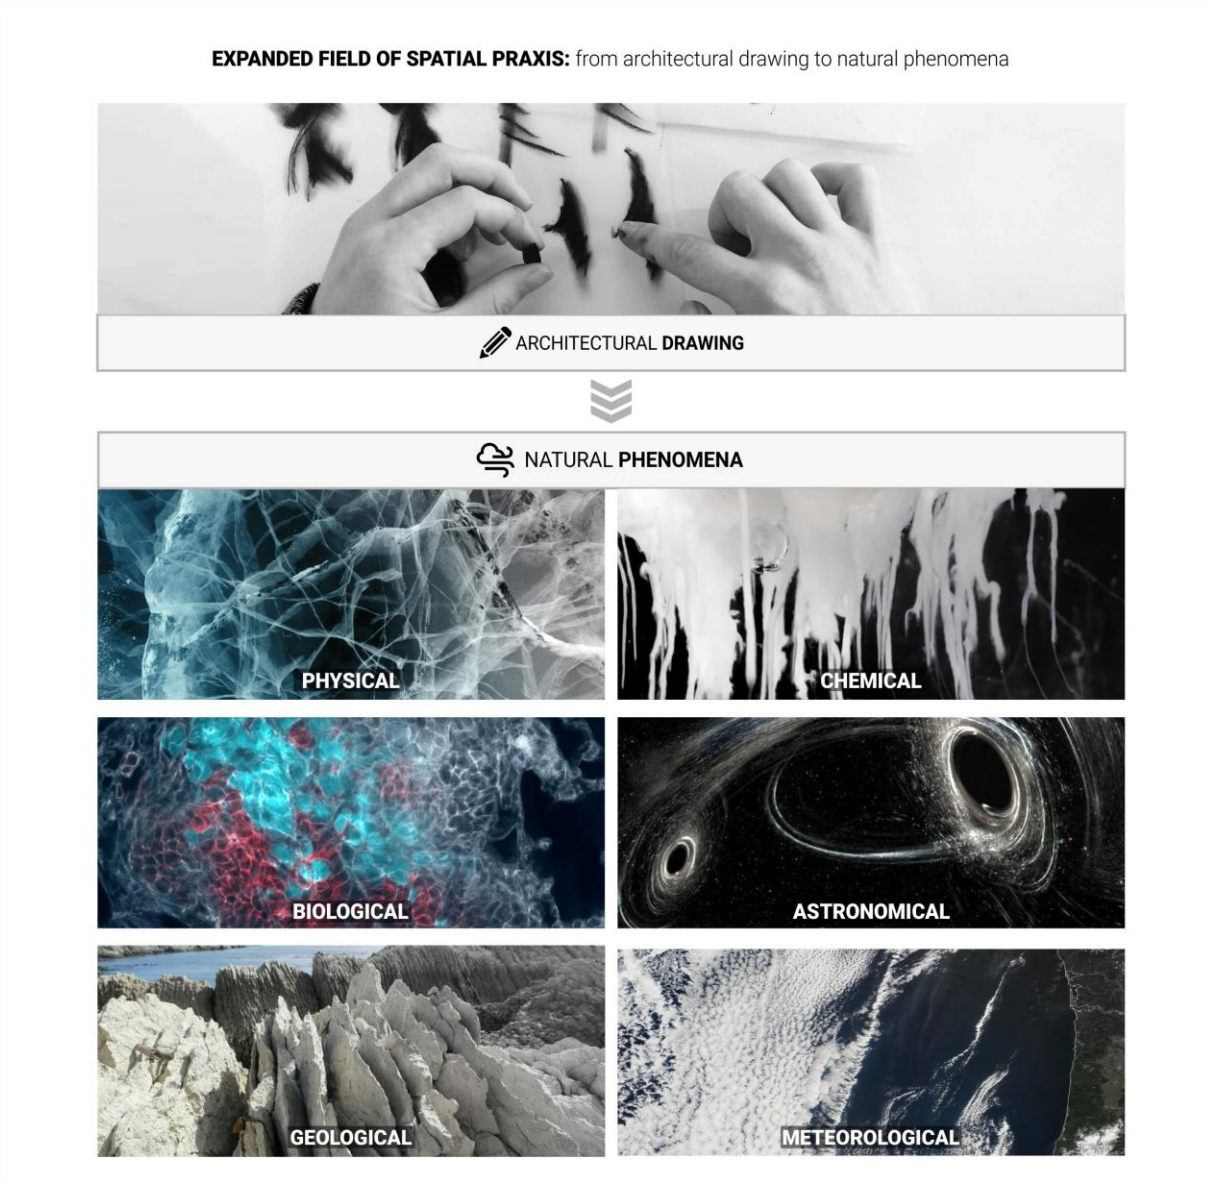 EXPANDED FIELD OF SPATIAL PRAXIS: from architectural drawing to natural phenomena
ARCHITECTURAL DRAWING
NATURAL PHENOMENA
PHYSICAL
CHEMICAL
BIOLOGICAL
ASTRONOMICAL
GEOLOGICAL
METEOROLOGICAL